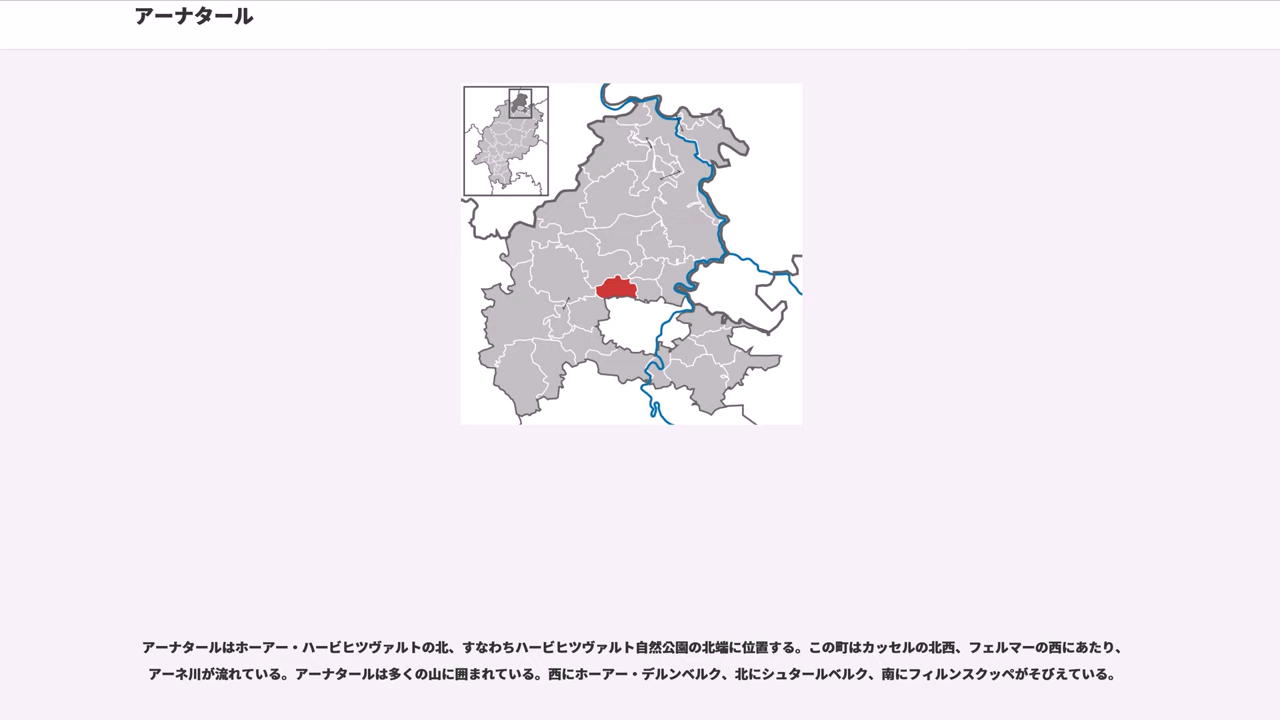 アーナタール
アーナタールはホーアー・ハービヒツヴァルトの北、すなわちハービヒツヴァルト自然公園の北端に位置する。この町はカッセルの北西、フェルマーの西にあたり、
アーネ川が流れている。アーナタールは多くの山に囲まれている。西にホーアー・デルンベルク、北にシュタールベルク、南にフィルンスクッペがそびえている。